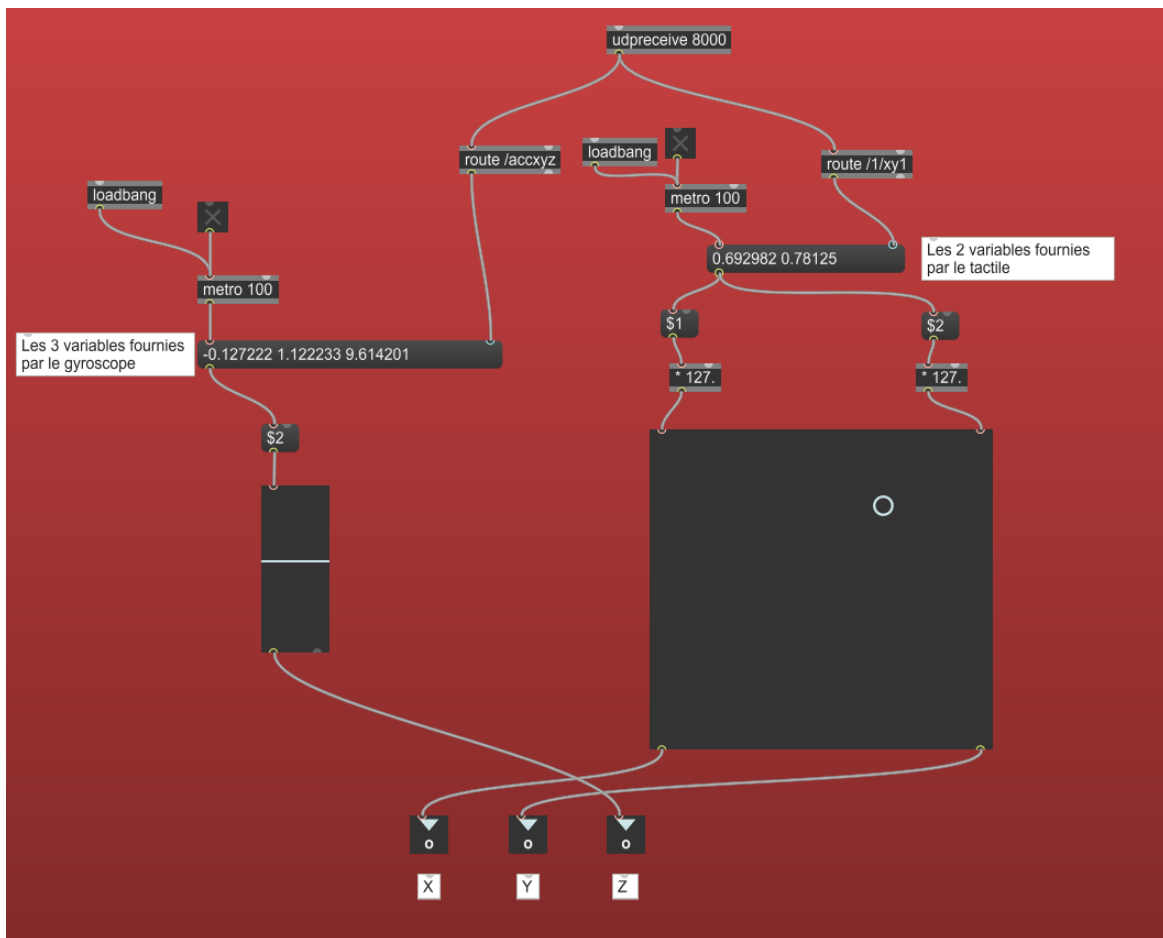 udpreceive 8000
loadbang
route /accxyz
route /1/xy1
loadbang
metro 100
Les 2 variables fournies
par le tactile
0.692982 0.78125
metro 100
$1
$2
Les 3 variables fournies
par le gyroscope
-0.127222 1.122233 9.614201
* 127.
* 127.
$2
o
o
o
X
Y
Z